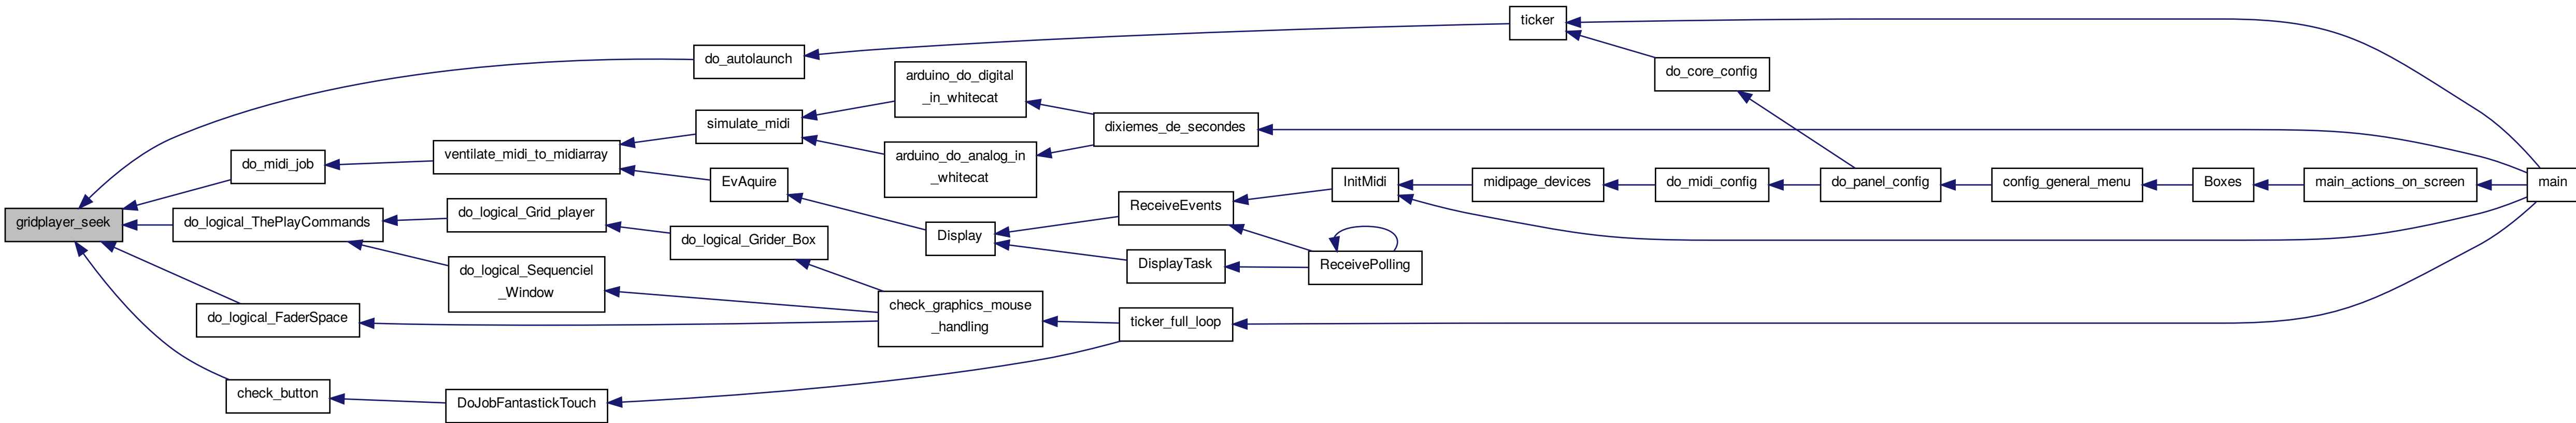 gridplayer_seek
do_autolaunch
do_midi_job
do_logical_ThePlayCommands
do_logical_FaderSpace
check_button
ventilate_midi_to_midiarray
do_logical_Grid_player
do_logical_Sequenciel
_Window
DoJobFantastickTouch
simulate_midi
EvAquire
do_logical_Grider_Box
arduino_do_digital
_in_whitecat
arduino_do_analog_in
_whitecat
Display
check_graphics_mouse
_handling
dixiemes_de_secondes
ReceiveEvents
DisplayTask
ticker_full_loop
InitMidi
ReceivePolling
ticker
midipage_devices
do_core_config
do_midi_config
do_panel_config
config_general_menu
Boxes
main_actions_on_screen
main